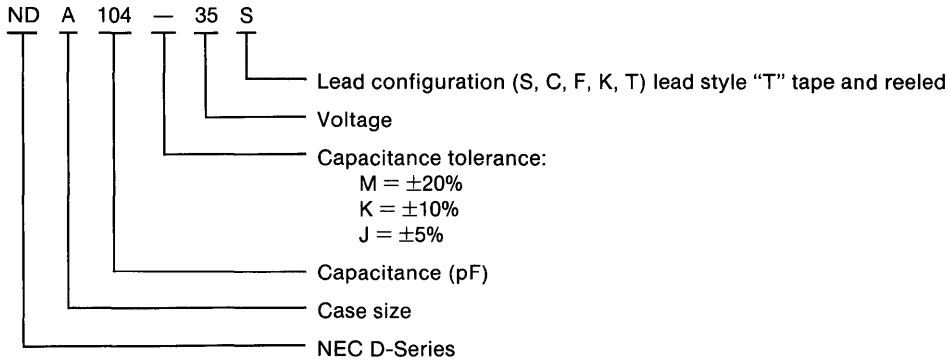 ND A 104 — 35 S
Lead configuration (S, C, F, K, T) lead style “T” tape and reeled
Voltage
Capacitance tolerance:
M = ±20%
K = ±10%
J = ±5%
Capacitance (pF)
Case size
NEC D-Series